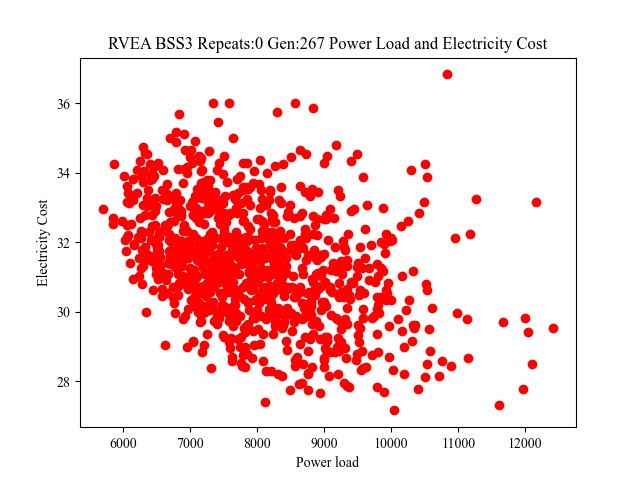 RVEA BSS3 Repeats:0 Gen:267 Power Load and Electricity Cost
36
34
32
30
28
Electricity Cost
6000 7000 8000 9000 10000 11000 12000
Power load